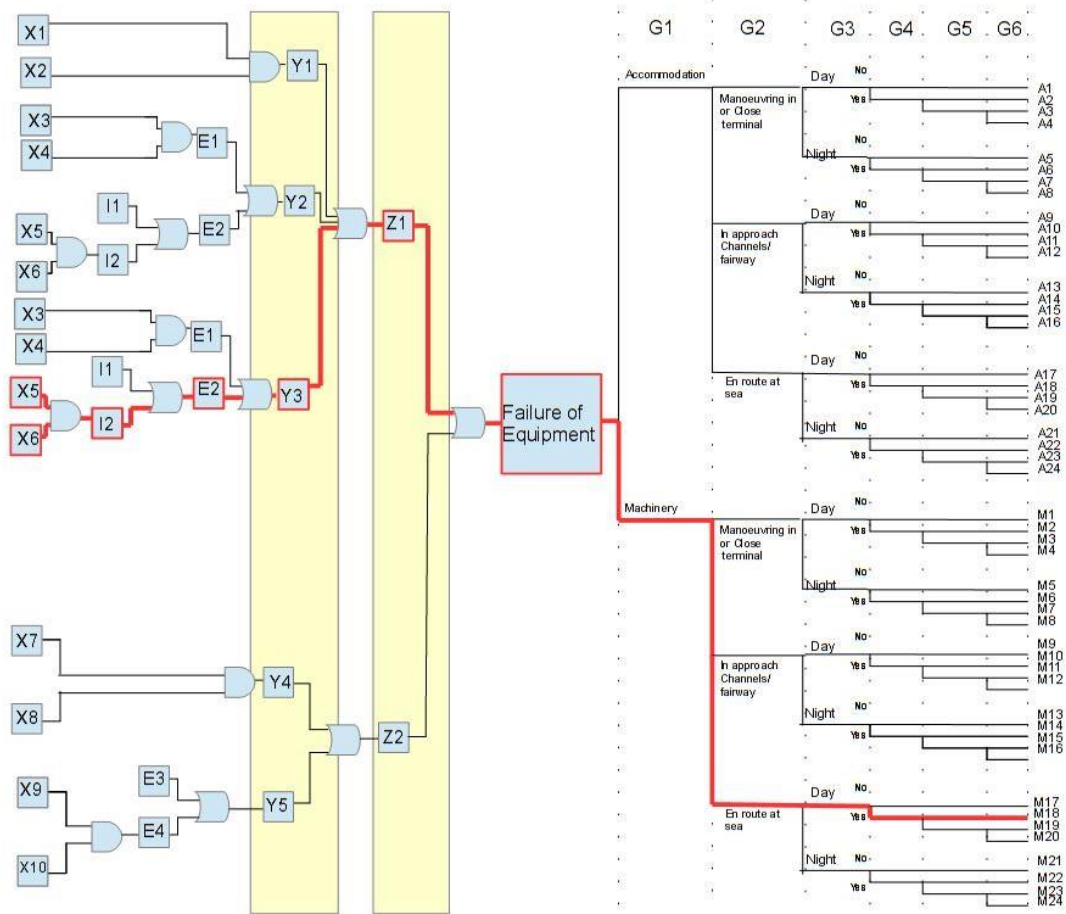 X1
X2
Y1
X3
X4
E1
Y2
I1
E2
X5
X6
I2
X3
X4
E1
I1
X5
X6
I2
E2
Y3
Z1
X7
X8
Y4
Z2
X9
X10
E3
E4
Y5
Failure of
Equipment
G1 G2 G3 G4 G5 G6
Accommodation
Manoeuvring in
or Close
terminal
Day
No
Yes
A1
A2
A3
A4
Night
No
Yes
A5
A6
A7
A8
In approach
Channels/
fairway
Day
No
Yes
A9
A10
A11
A12
Night
No
Yes
A13
A14
A15
A16
En route at
sea
Day
No
Yes
A17
A18
A19
A20
Night
No
Yes
A21
A22
A23
A24
Machinery
Manoeuvring in
or Close
terminal
Day
No
Yes
M1
M2
M3
M4
Night
No
Yes
M5
M6
M7
M8
In approach
Channels/
fairway
Day
No
Yes
M9
M10
M11
M12
Night
No
Yes
M13
M14
M15
M16
En route at
sea
Day
No
Yes
M17
M18
M19
M20
Night
No
Yes
M21
M22
M23
M24